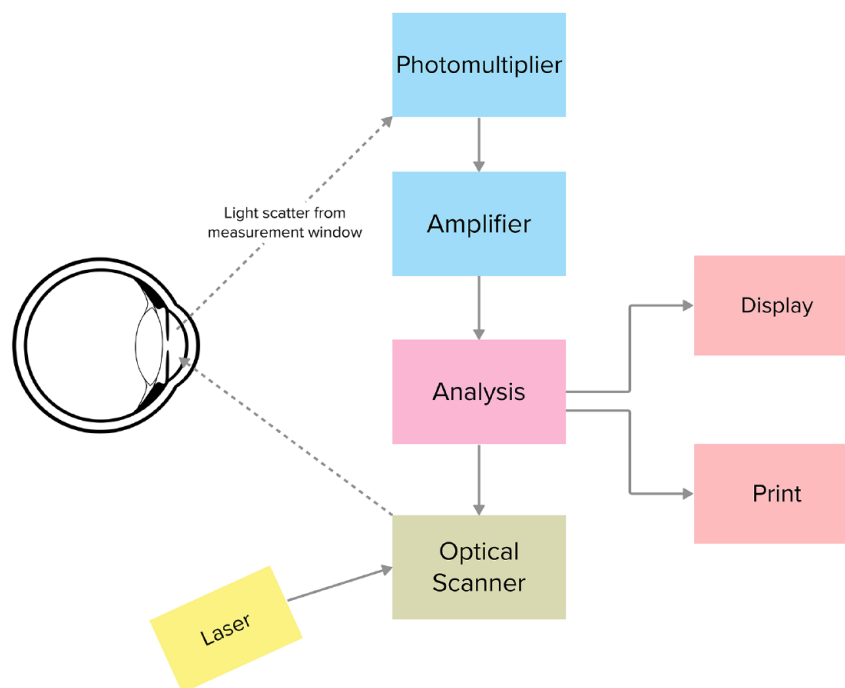 Photomultiplier
Light scatter from
measurement window
Amplifier
Display
Analysis
Print
Optical
Scanner
Laser